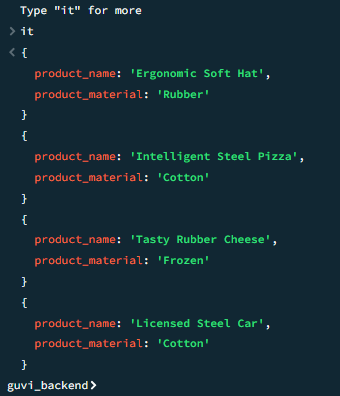 Type "it" for more
> it
< {
product_name: 'Ergonomic Soft Hat',
product_material: 'Rubber'
}
{
product_name: 'Intelligent Steel Pizza',
product_material: 'Cotton'
}
{
product_name: 'Tasty Rubber Cheese',
product_material: 'Frozen'
}
{
product_name: 'Licensed Steel Car',
product_material: 'Cotton'
}
guvi_backend>